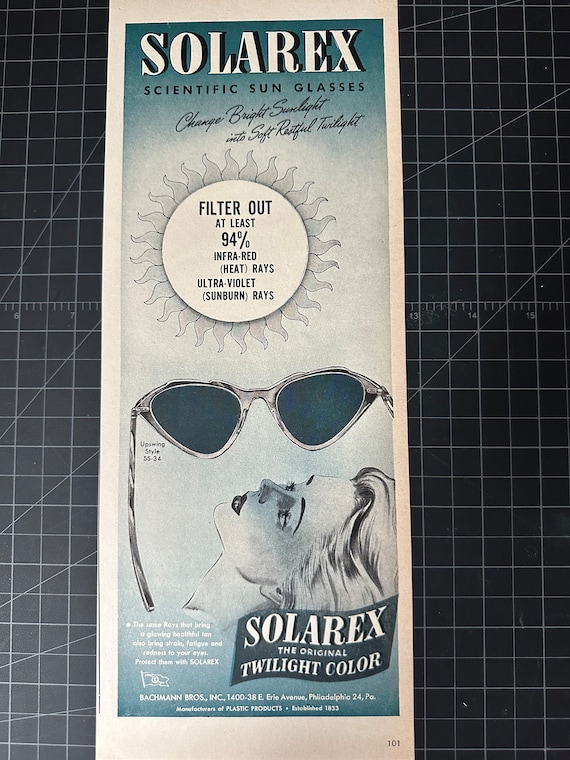 SOLAREX
SCIENTIFIC SUN GLASSES
Change Bright Sunlight
into Soft Restful Twilight
FILTER OUT
AT LEAST
94%
INFRA-RED
(HEAT) RAYS
ULTRA-VIOLET
(SUNBURN) RAYS
6 7 13 14 15
Upswing
Style
SS-34
• The same Rays that bring
a glowing healthful tan
also bring strain, fatigue and
redness to your eyes.
Protect them with SOLAREX
SOLAREX
THE ORIGINAL
TWILIGHT COLOR
BACHMANN BROS., INC., 1400-38 E. Erie Avenue, Philadelphia 24, Pa.
Manufacturers of PLASTIC PRODUCTS • Established 1833
101